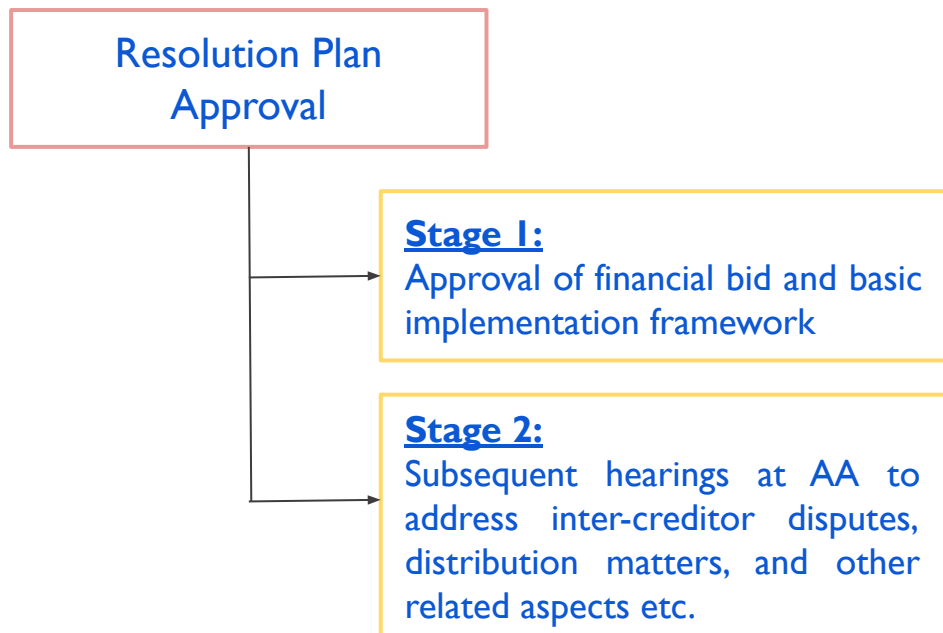 Resolution Plan
Approval
Stage 1:
Approval of financial bid and basic
implementation framework
Stage 2:
Subsequent hearings at AA to
address inter-creditor disputes,
distribution matters, and other
related aspects etc.